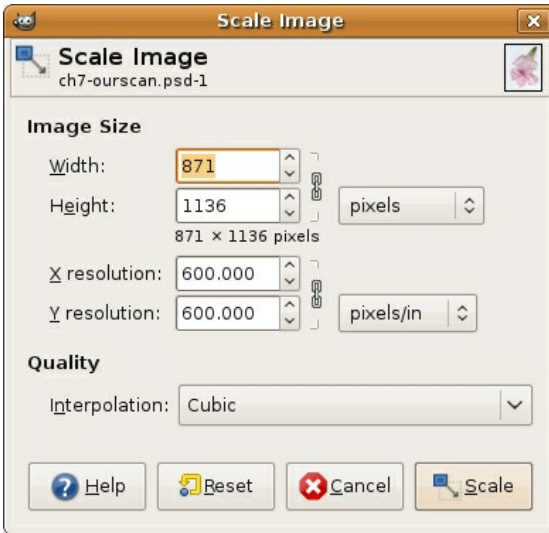 Scale Image
Scale Image
ch7-ourscan.psd-1
Image Size
Width: 871
Height: 1136 pixels
871 × 1136 pixels
X resolution: 600.000
Y resolution: 600.000 pixels/in
Quality
Interpolation: Cubic
Help Reset Cancel Scale